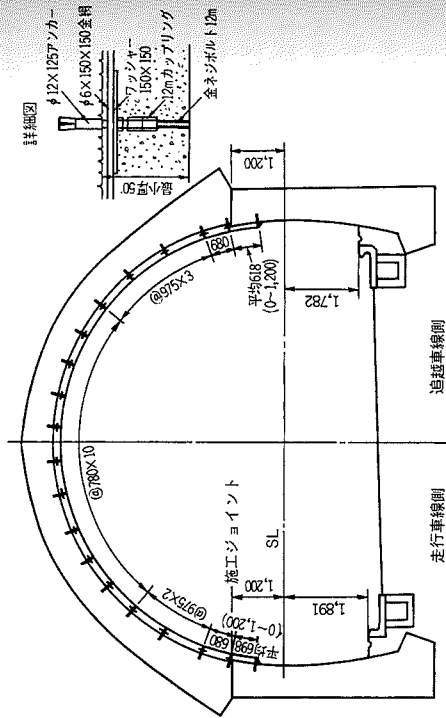 詳細図
φ12×125アンカー
φ6×150×150金網
ワッシャー
150×150
12mカップリング
金ネジボルト12m
最小厚50
@780×10
@975×2
@975×3
680
平均698
(0～1,200)
680
平均618
(0～1,200)
施工ジョイント
1,200
1,200
SL
1,891
1,782
走行車線側
追越車線側